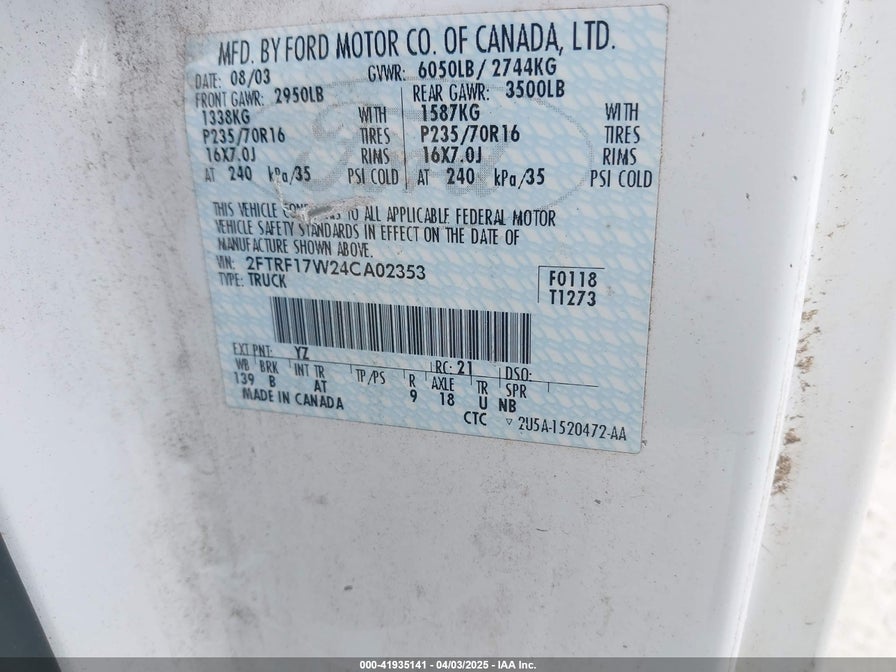 MFD. BY FORD MOTOR CO. OF CANADA, LTD.
DATE: 08/03 GVWR: 6050LB/ 2744KG
FRONT GAWR: 2950LB REAR GAWR: 3500LB
1338KG WITH 1587KG WITH
P235/70R16 TIRES P235/70R16 TIRES
16X7.0J RIMS 16X7.0J RIMS
AT 240 kPa/35 PSI COLD AT 240 kPa/35 PSI COLD
THIS VEHICLE TO ALL APPLICABLE FEDERAL MOTOR
VEHICLE SAFETY STANDARDS IN EFFECT ON THE DATE OF
MANUFACTURE SHOWN ABOVE.
VIN: 2FTRF17W24CA02353
TYPE: TRUCK
F0118
T1273
EXT PNT: YZ RC: 21 DSO:
WB BRK INT TR TP/PS R AXLE TR SPR
139 B AT 9 18 U NB
MADE IN CANADA
CTC ▽ 2U5A-1520472-AA
000-41935141 - 04/03/2025 - IAA Inc.